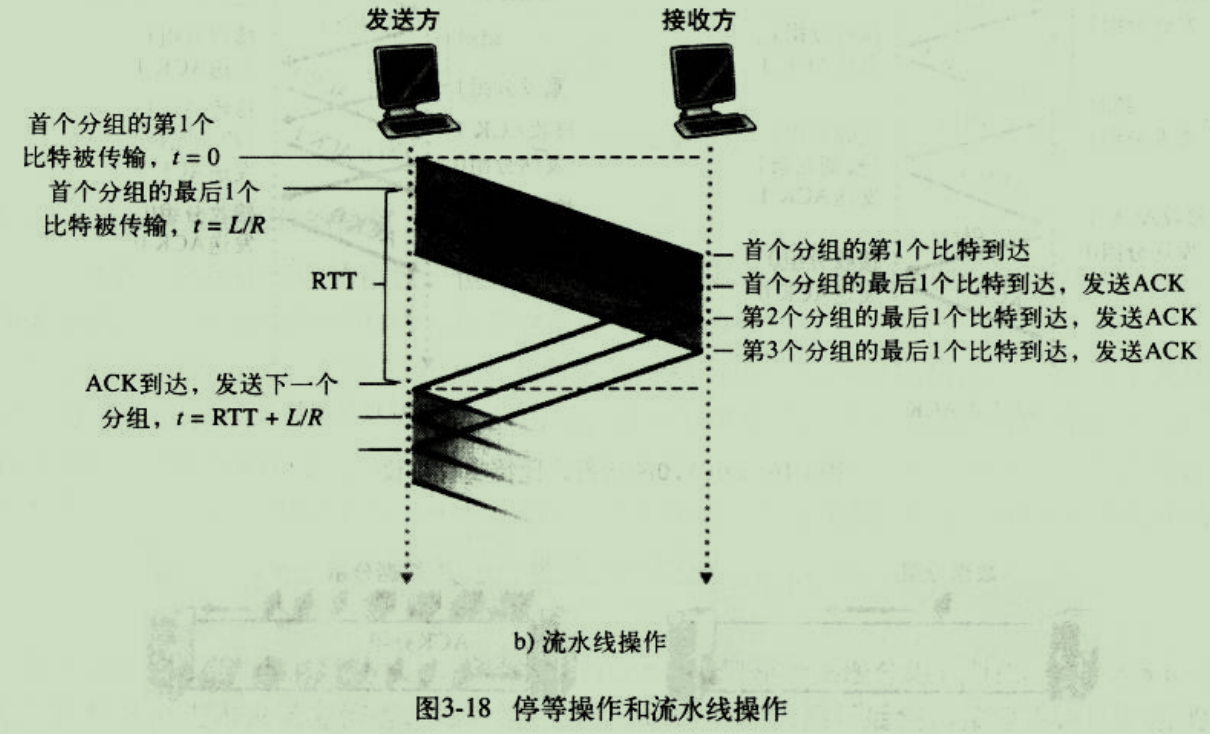 发送方
接收方
首个分组的第1个
比特被传输，t = 0
首个分组的最后1个
比特被传输，t = L/R
RTT
首个分组的第1个比特到达
首个分组的最后1个比特到达，发送ACK
第2个分组的最后1个比特到达，发送ACK
第3个分组的最后1个比特到达，发送ACK
ACK到达，发送下一个
分组，t = RTT + L/R
b) 流水线操作
图3-18 停等操作和流水线操作